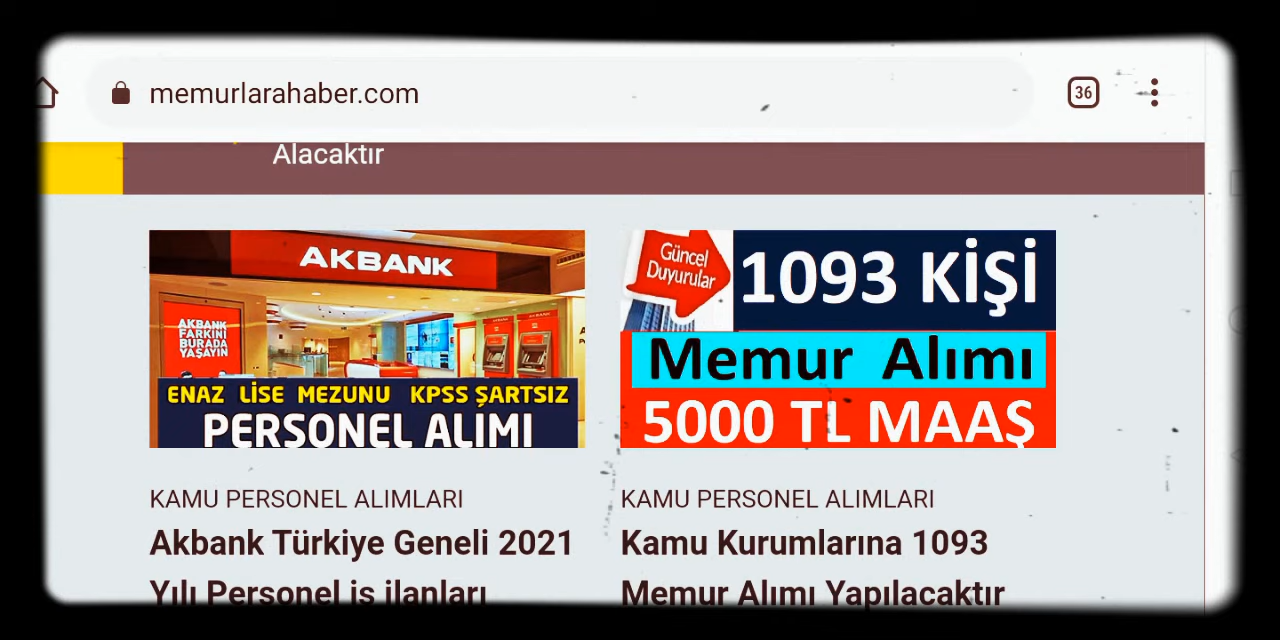 memurlarahaber.com
36
Alacaktır
AKBANK
AKBANK
FARKINI
BURADA
YAŞAYIN
ENAZ LİSE MEZUNU KPSS ŞARTSIZ
PERSONEL ALIMI
KAMU PERSONEL ALIMLARI
Akbank Türkiye Geneli 2021
Yılı Personel iş ilanları
Güncel
Duyurular
1093 KİŞİ
Memur Alımı
5000 TL MAAŞ
KAMU PERSONEL ALIMLARI
Kamu Kurumlarına 1093
Memur Alımı Yapılacaktır